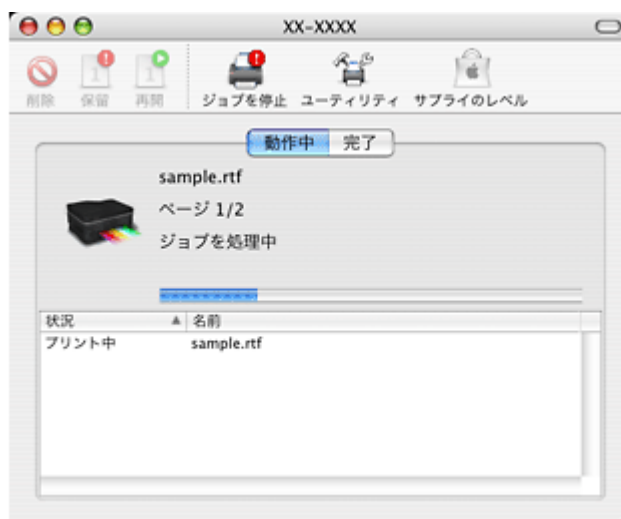 XX-XXXX
削除 保留 再開 ジョブを停止 ユーティリティ サプライのレベル
動作中 完了
sample.rtf
ページ 1/2
ジョブを処理中
状況 ▲ 名前
プリント中 sample.rtf